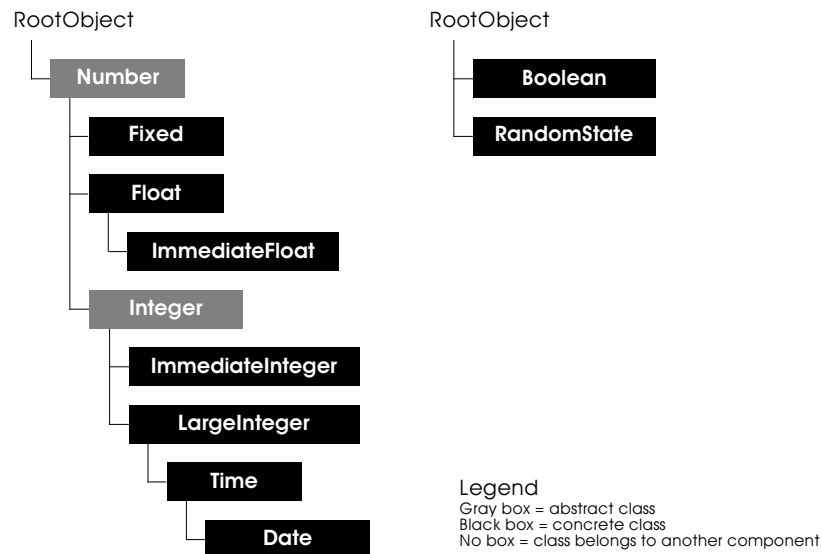 RootObject
Number
Fixed
Float
ImmediateFloat
Integer
ImmediateInteger
LargeInteger
Time
Date
RootObject
Boolean
RandomState
Legend
Gray box = abstract class
Black box = concrete class
No box = class belongs to another component